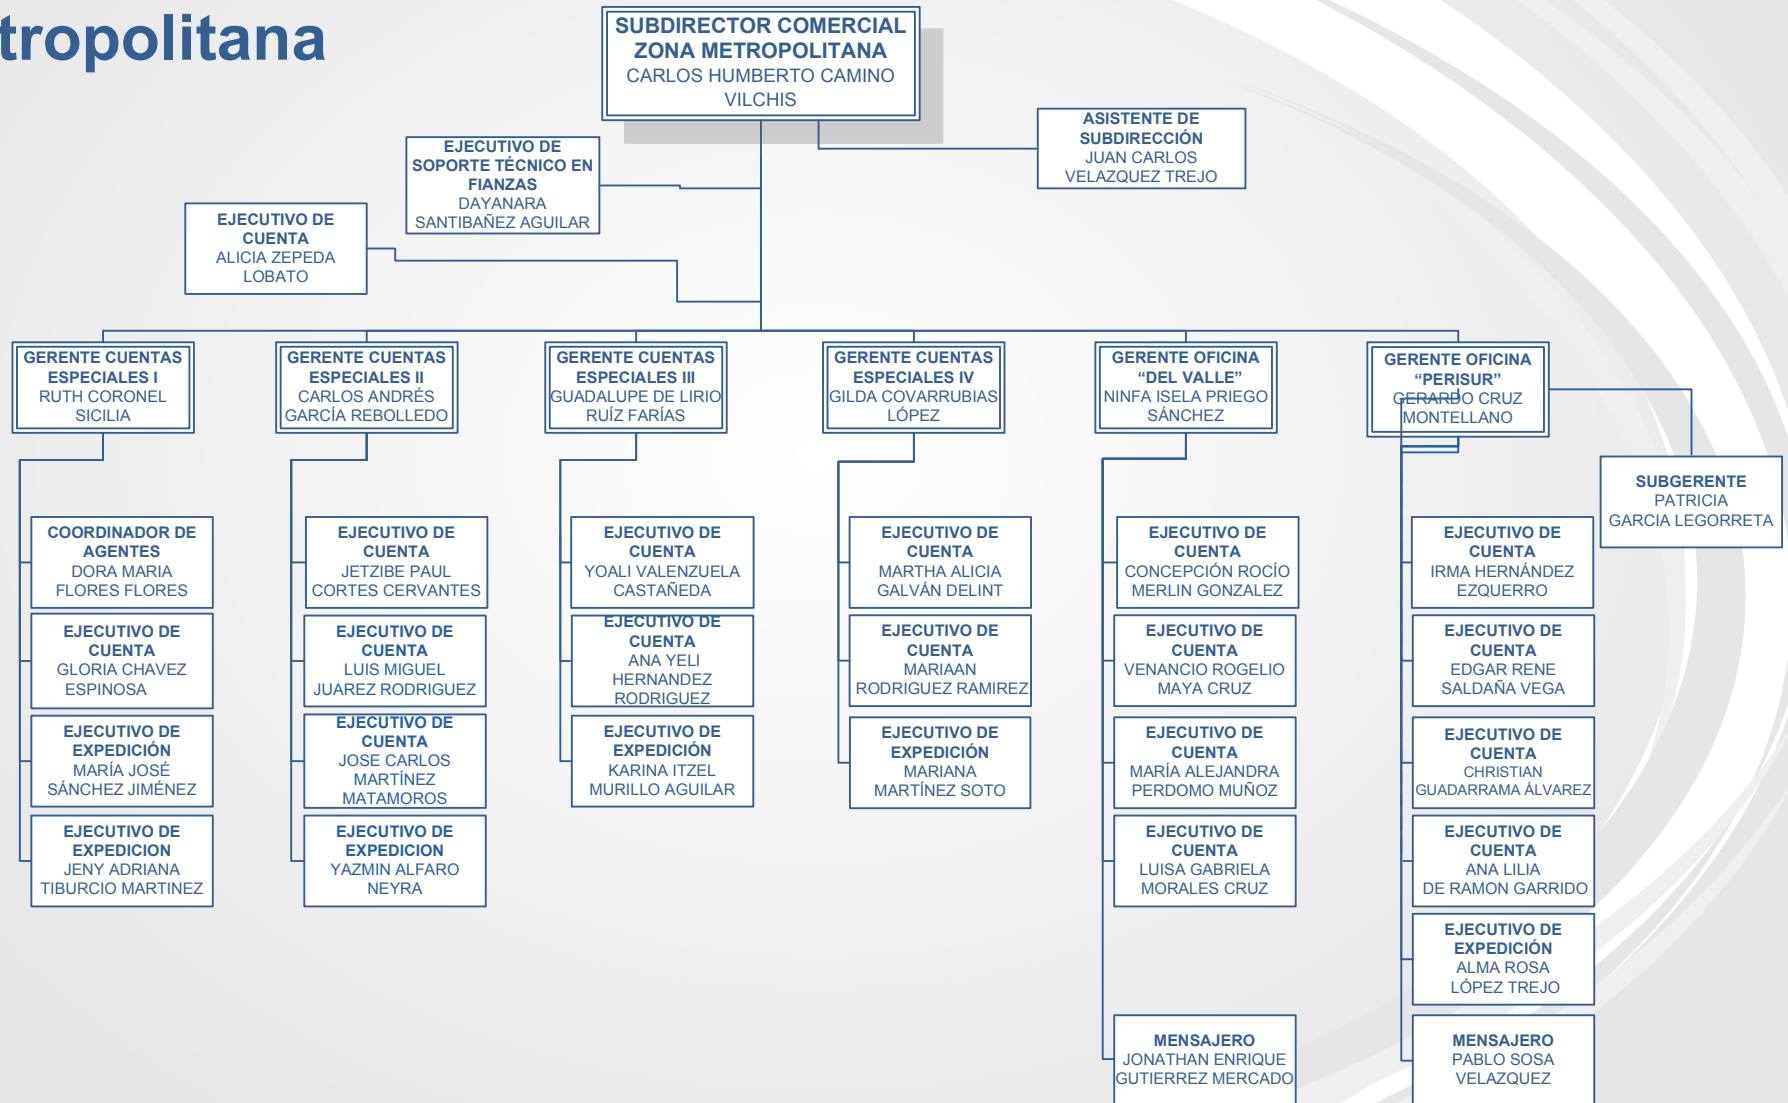 tropolitana
SUBDIRECTOR COMERCIAL
ZONA METROPOLITANA
CARLOS HUMBERTO CAMINO
VILCHIS
ASISTENTE DE
SUBDIRECCIÓN
JUAN CARLOS
VELAZQUEZ TREJO
EJECUTIVO DE
SOPORTE TÉCNICO EN
FIANZAS
DAYANARA
SANTIBAÑEZ AGUILAR
EJECUTIVO DE
CUENTA
ALICIA ZEPEDA
LOBATO
GERENTE CUENTAS
ESPECIALES I
RUTH CORONEL
SICILIA
GERENTE CUENTAS
ESPECIALES II
CARLOS ANDRÉS
GARCÍA REBOLLEDO
GERENTE CUENTAS
ESPECIALES III
GUADALUPE DE LIRIO
RUÍZ FARÍAS
GERENTE CUENTAS
ESPECIALES IV
GILDA COVARRUBIAS
LÓPEZ
GERENTE OFICINA
“DEL VALLE”
NINFA ISELA PRIEGO
SÁNCHEZ
GERENTE OFICINA
“PERISUR”
GERARDO CRUZ
MONTELLANO
SUBGERENTE
PATRICIA
GARCIA LEGORRETA
COORDINADOR DE
AGENTES
DORA MARIA
FLORES FLORES
EJECUTIVO DE
CUENTA
GLORIA CHAVEZ
ESPINOSA
EJECUTIVO DE
EXPEDICIÓN
MARÍA JOSÉ
SÁNCHEZ JIMÉNEZ
EJECUTIVO DE
EXPEDICION
JENY ADRIANA
TIBURCIO MARTINEZ
EJECUTIVO DE
CUENTA
JETZIBE PAUL
CORTES CERVANTES
EJECUTIVO DE
CUENTA
LUIS MIGUEL
JUAREZ RODRIGUEZ
EJECUTIVO DE
CUENTA
JOSE CARLOS
MARTÍNEZ
MATAMOROS
EJECUTIVO DE
EXPEDICION
YAZMIN ALFARO
NEYRA
EJECUTIVO DE
CUENTA
YOALI VALENZUELA
CASTAÑEDA
EJECUTIVO DE
CUENTA
ANA YELI
HERNANDEZ
RODRIGUEZ
EJECUTIVO DE
EXPEDICIÓN
KARINA ITZEL
MURILLO AGUILAR
EJECUTIVO DE
CUENTA
MARTHA ALICIA
GALVÁN DELINT
EJECUTIVO DE
CUENTA
MARIAAN
RODRIGUEZ RAMIREZ
EJECUTIVO DE
EXPEDICIÓN
MARIANA
MARTÍNEZ SOTO
EJECUTIVO DE
CUENTA
CONCEPCIÓN ROCÍO
MERLIN GONZALEZ
EJECUTIVO DE
CUENTA
VENANCIO ROGELIO
MAYA CRUZ
EJECUTIVO DE
CUENTA
MARÍA ALEJANDRA
PERDOMO MUÑOZ
EJECUTIVO DE
CUENTA
LUISA GABRIELA
MORALES CRUZ
MENSAJERO
JONATHAN ENRIQUE
GUTIERREZ MERCADO
EJECUTIVO DE
CUENTA
IRMA HERNÁNDEZ
EZQUERRO
EJECUTIVO DE
CUENTA
EDGAR RENE
SALDAÑA VEGA
EJECUTIVO DE
CUENTA
CHRISTIAN
GUADARRAMA ÁLVAREZ
EJECUTIVO DE
CUENTA
ANA LILIA
DE RAMON GARRIDO
EJECUTIVO DE
EXPEDICIÓN
ALMA ROSA
LÓPEZ TREJO
MENSAJERO
PABLO SOSA
VELAZQUEZ